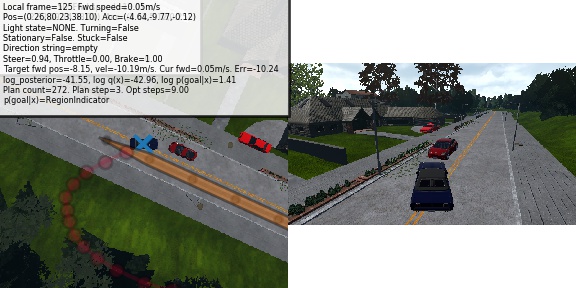 Local frame=125: Fwd speed=0.05m/s
Pos=(0.26;80.23;38.10); Acc=(-4.64;-9.77;-0.12)
Light state=NONE. Turning=False
Stationary=False. Stuck=False
Direction string=empty
Steer=0.94, Throttle=0.00, Brake=1.00
Target fwd pos=-8.15, vel=-10.19m/s. Cur fwd=0.05m/s. Err=-10.24
log_posterior=-41.55, log q(x)=-42.96, log p(goal|x)=1.41
Plan count=272. Plan step=3. Opt steps=9.00
p(goal|x)=RegionIndicator